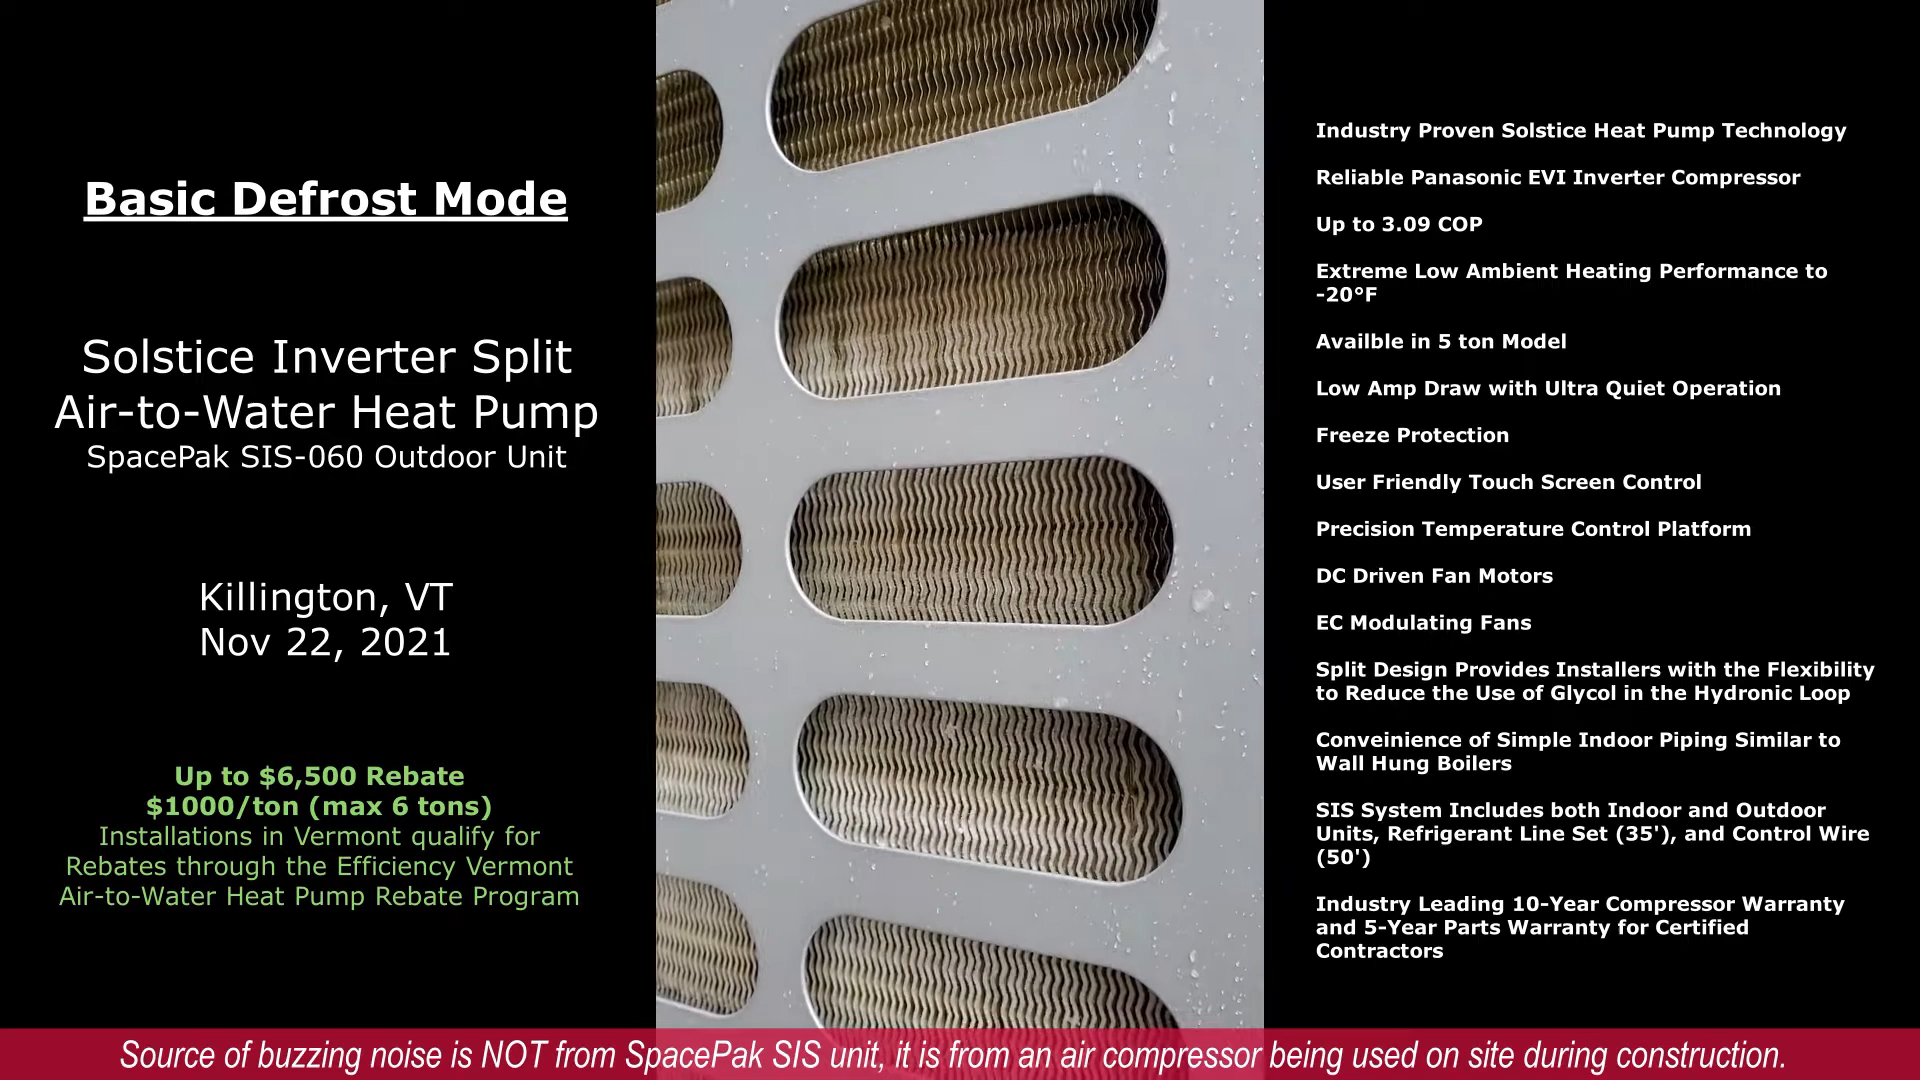 Basic Defrost Mode
Solstice Inverter Split
Air-to-Water Heat Pump
SpacePak SIS-060 Outdoor Unit
Killington, VT
Nov 22, 2021
Up to $6,500 Rebate
$1000/ton (max 6 tons)
Installations in Vermont qualify for
Rebates through the Efficiency Vermont
Air-to-Water Heat Pump Rebate Program
Industry Proven Solstice Heat Pump Technology
Reliable Panasonic EVI Inverter Compressor
Up to 3.09 COP
Extreme Low Ambient Heating Performance to
-20°F
Availble in 5 ton Model
Low Amp Draw with Ultra Quiet Operation
Freeze Protection
User Friendly Touch Screen Control
Precision Temperature Control Platform
DC Driven Fan Motors
EC Modulating Fans
Split Design Provides Installers with the Flexibility
to Reduce the Use of Glycol in the Hydronic Loop
Conveinience of Simple Indoor Piping Similar to
Wall Hung Boilers
SIS System Includes both Indoor and Outdoor
Units, Refrigerant Line Set (35'), and Control Wire
(50')
Industry Leading 10-Year Compressor Warranty
and 5-Year Parts Warranty for Certified
Contractors
Source of buzzing noise is NOT from SpacePak SIS unit, it is from an air compressor being used on site during construction.